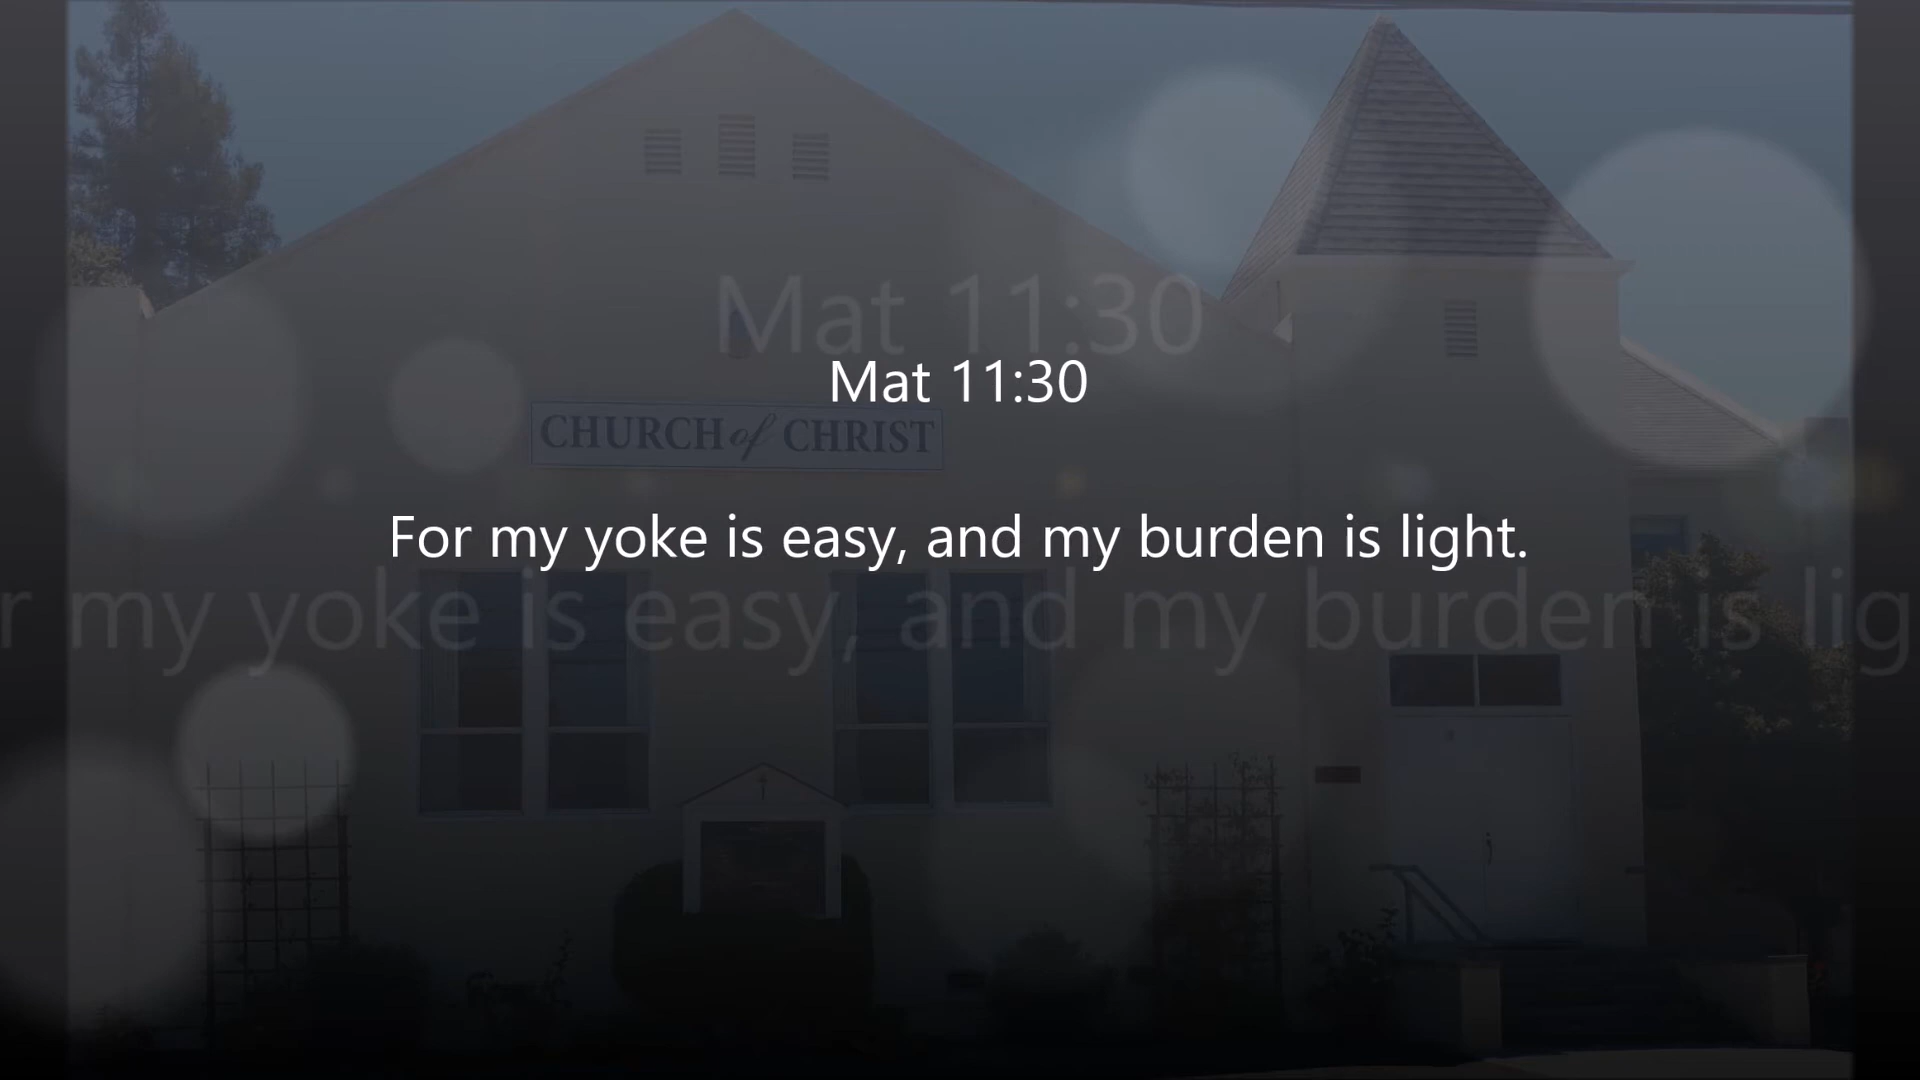 Mat 11:30
Mat 11:30
CHURCH of CHRIST
For my yoke is easy, and my burden is light.
my yoke is easy, and my burden is